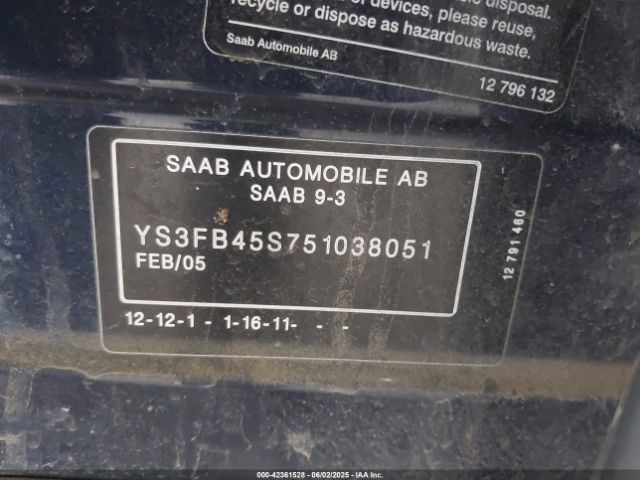 disposal.
of devices, please reuse,
recycle or dispose as hazardous waste.
Saab Automobile AB
12 796 132
SAAB AUTOMOBILE AB
SAAB 9-3
YS3FB45S751038051
FEB/05
12-12-1 - 1-16-11- - -
12 791 460
000-42361528 - 06/02/2025 - IAA Inc.